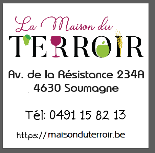 La Maison du
TERROIR
Av. de la Résistance 234A
4630 Soumagne
Tél: 0491 15 82 13
https://maisonduterroir.be